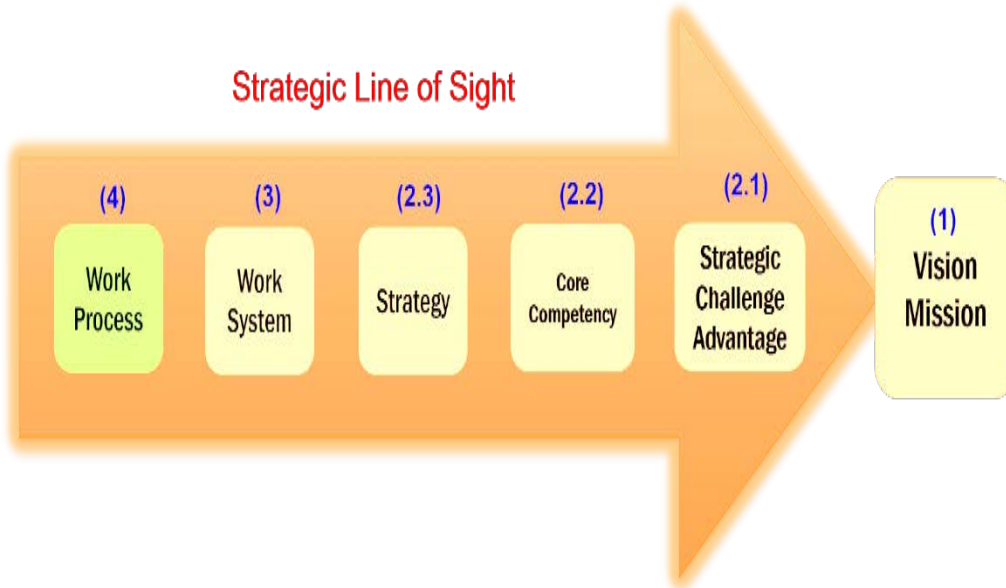 Strategic Line of Sight
(4)
Work
Process
(3)
Work
System
(2.3)
Strategy
(2.2)
Core
Competency
(2.1)
Strategic
Challenge
Advantage
(1)
Vision
Mission